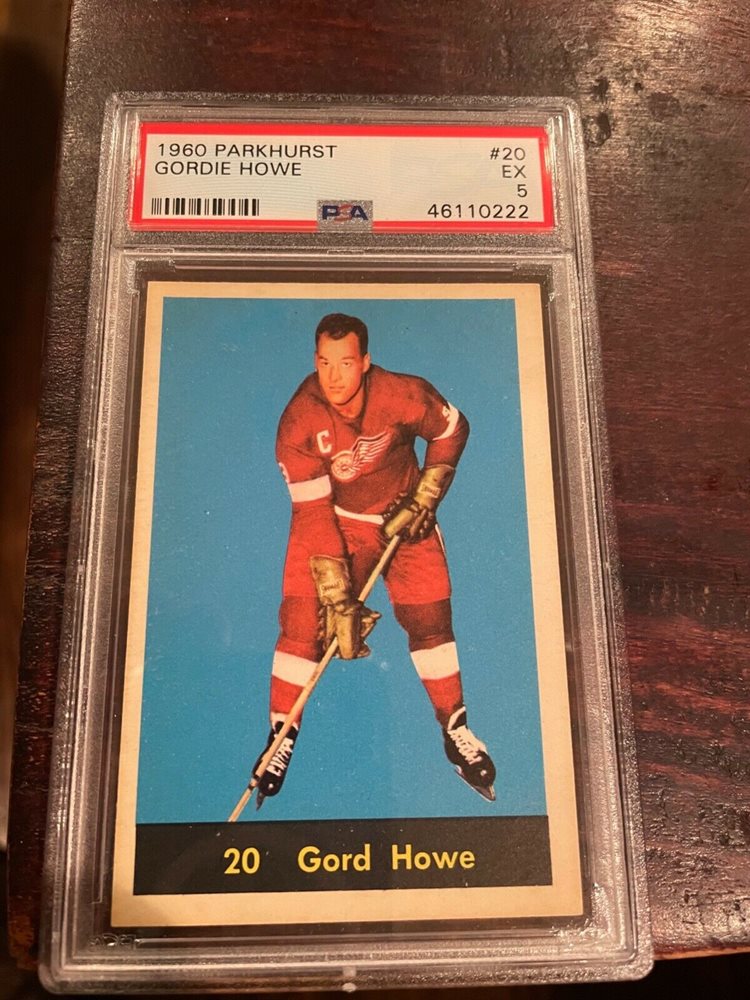 1960 PARKHURST #20
GORDIE HOWE EX
5
PSA 46110222
C
20 Gord Howe